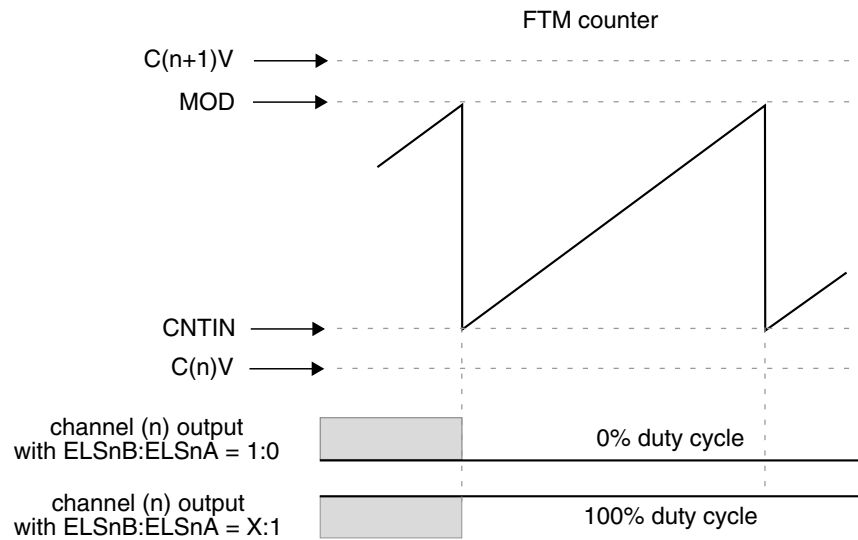 FTM counter
C(n+1)V
MOD
CNTIN
C(n)V
channel (n) output
with ELSnB:ELSnA = 1:0
0% duty cycle
channel (n) output
with ELSnB:ELSnA = X:1
100% duty cycle